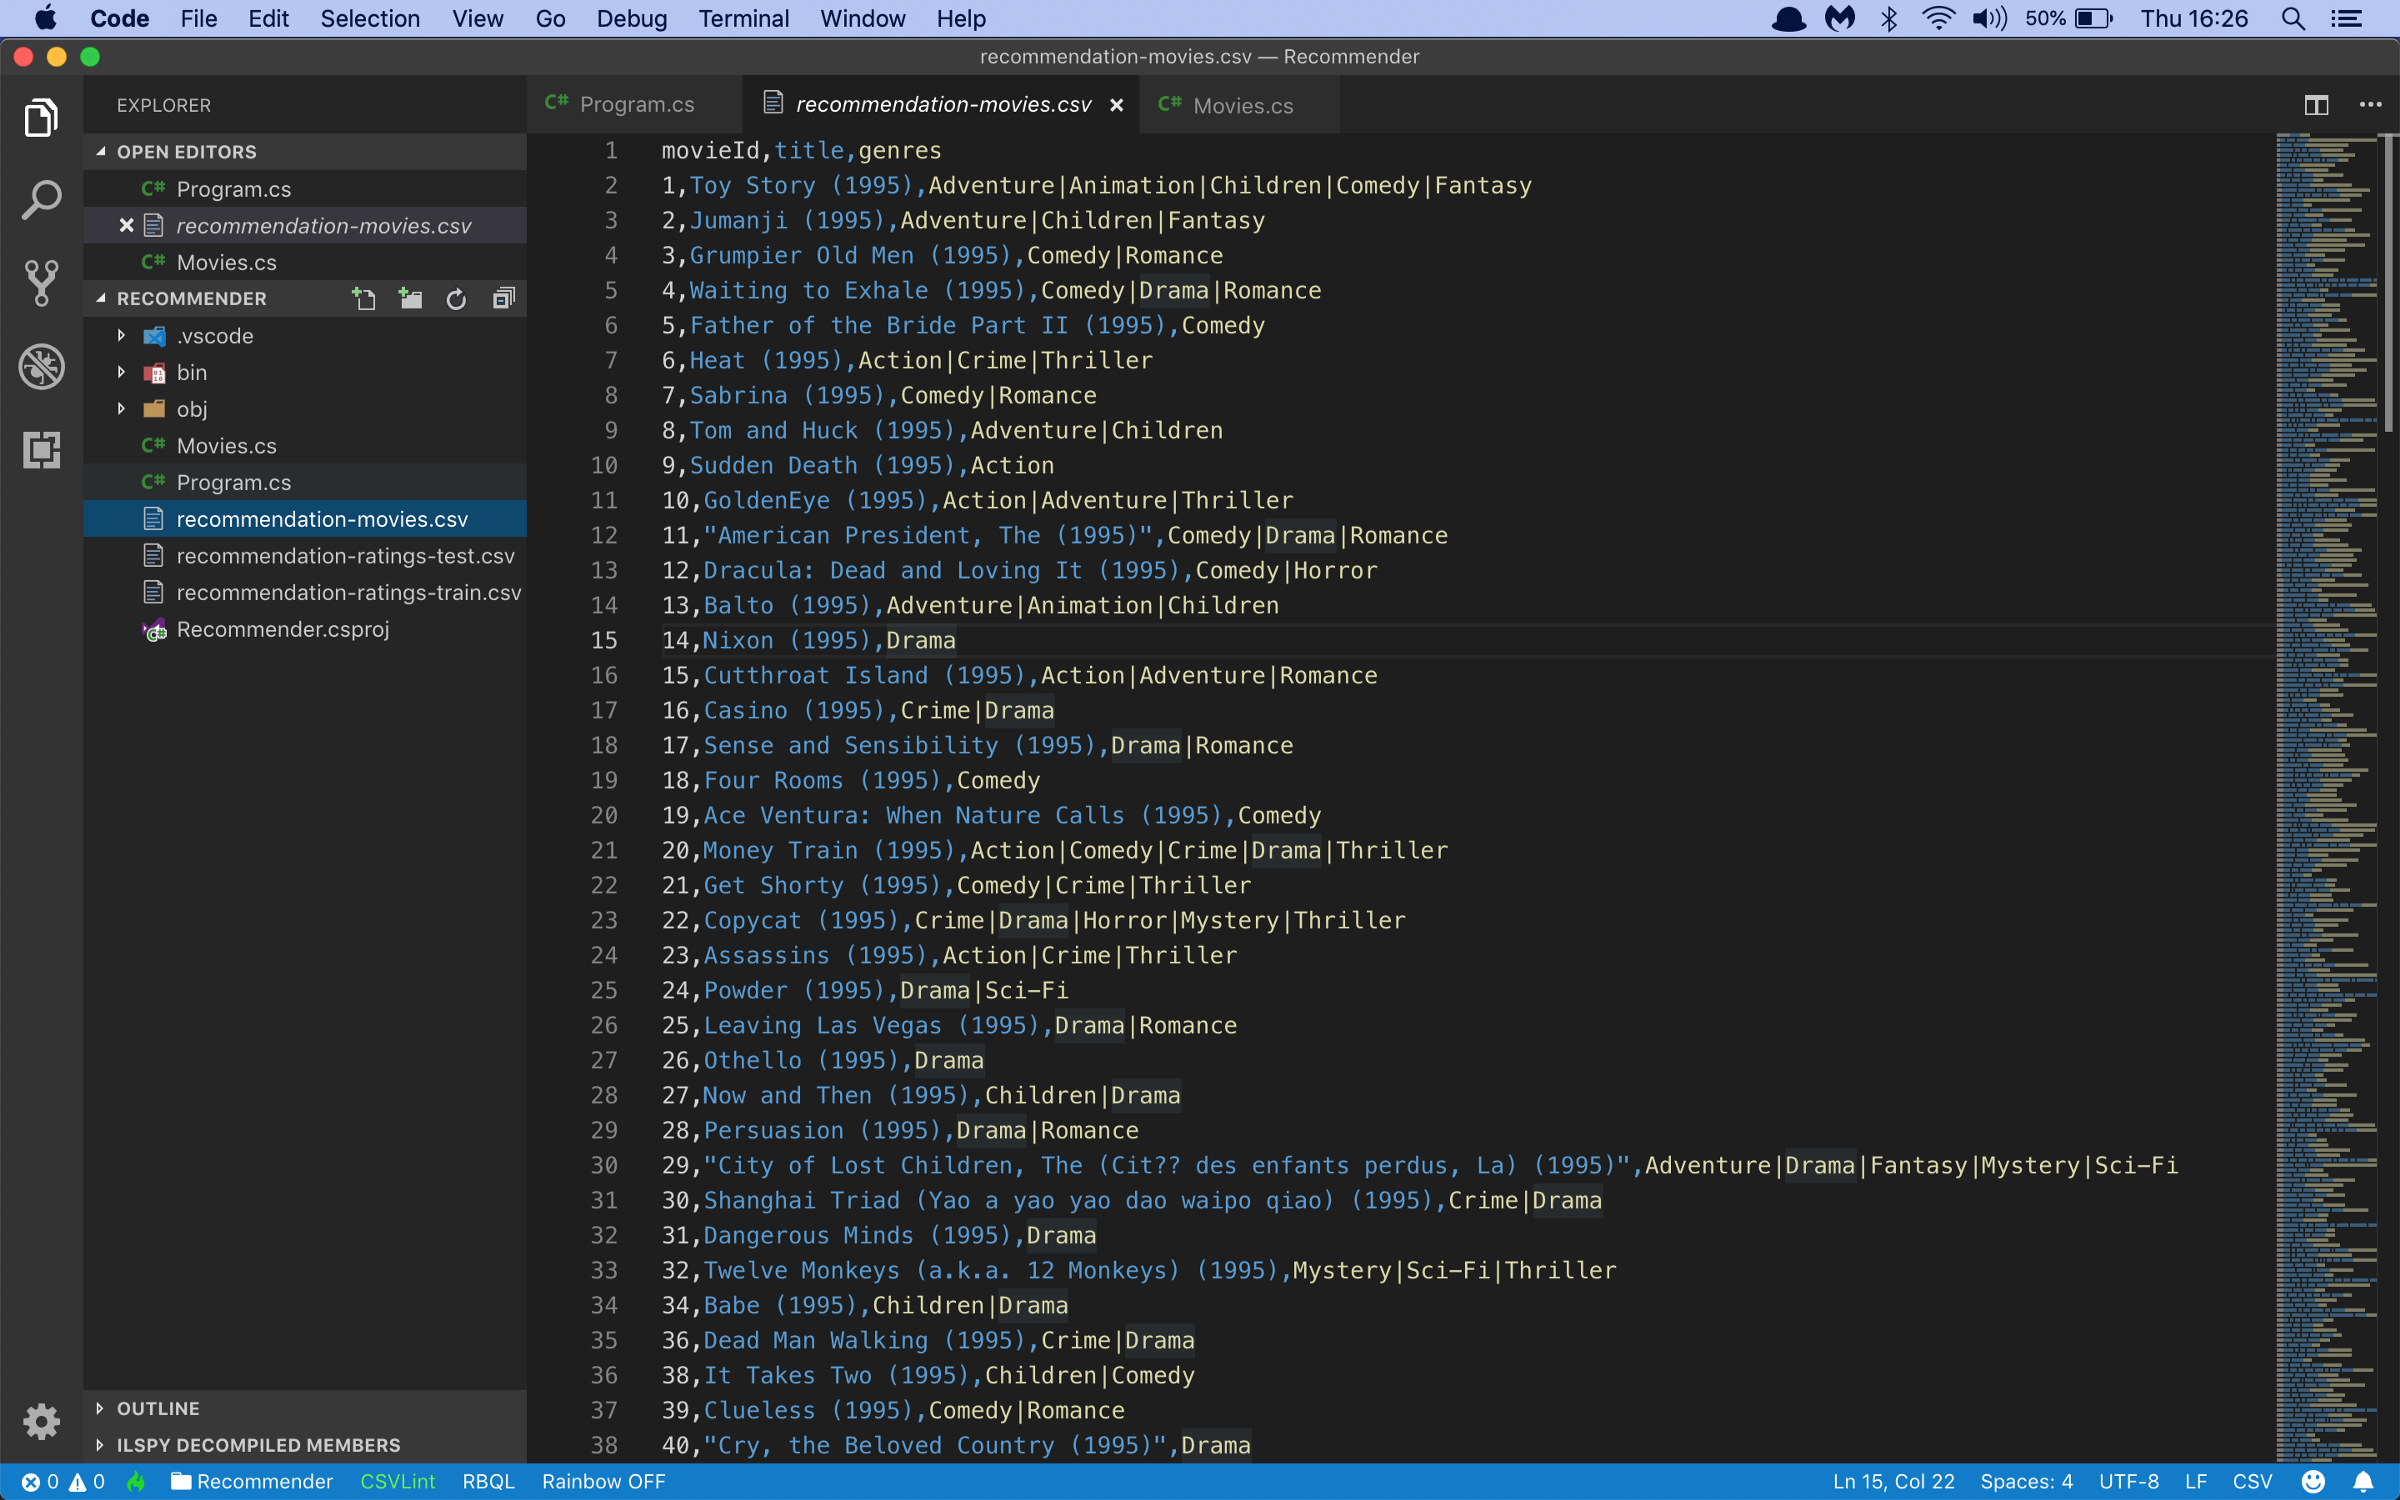 Code File Edit Selection View Go Debug Terminal Window Help 50% Thu 16:26
recommendation-movies.csv — Recommender
EXPLORER
OPEN EDITORS
C# Program.cs
recommendation-movies.csv
C# Movies.cs
RECOMMENDER
.vscode
bin
obj
C# Movies.cs
C# Program.cs
recommendation-movies.csv
recommendation-ratings-test.csv
recommendation-ratings-train.csv
Recommender.csproj
OUTLINE
ILSPY DECOMPILED MEMBERS
C# Program.cs recommendation-movies.csv C# Movies.cs
1 movieId,title,genres
2 1,Toy Story (1995),Adventure|Animation|Children|Comedy|Fantasy
3 2,Jumanji (1995),Adventure|Children|Fantasy
4 3,Grumpier Old Men (1995),Comedy|Romance
5 4,Waiting to Exhale (1995),Comedy|Drama|Romance
6 5,Father of the Bride Part II (1995),Comedy
7 6,Heat (1995),Action|Crime|Thriller
8 7,Sabrina (1995),Comedy|Romance
9 8,Tom and Huck (1995),Adventure|Children
10 9,Sudden Death (1995),Action
11 10,GoldenEye (1995),Action|Adventure|Thriller
12 11,"American President, The (1995)",Comedy|Drama|Romance
13 12,Dracula: Dead and Loving It (1995),Comedy|Horror
14 13,Balto (1995),Adventure|Animation|Children
15 14,Nixon (1995),Drama
16 15,Cutthroat Island (1995),Action|Adventure|Romance
17 16,Casino (1995),Crime|Drama
18 17,Sense and Sensibility (1995),Drama|Romance
19 18,Four Rooms (1995),Comedy
20 19,Ace Ventura: When Nature Calls (1995),Comedy
21 20,Money Train (1995),Action|Comedy|Crime|Drama|Thriller
22 21,Get Shorty (1995),Comedy|Crime|Thriller
23 22,Copycat (1995),Crime|Drama|Horror|Mystery|Thriller
24 23,Assassins (1995),Action|Crime|Thriller
25 24,Powder (1995),Drama|Sci-Fi
26 25,Leaving Las Vegas (1995),Drama|Romance
27 26,Othello (1995),Drama
28 27,Now and Then (1995),Children|Drama
29 28,Persuasion (1995),Drama|Romance
30 29,"City of Lost Children, The (Cit?? des enfants perdus, La) (1995)",Adventure|Drama|Fantasy|Mystery|Sci-Fi
31 30,Shanghai Triad (Yao a yao yao dao waipo qiao) (1995),Crime|Drama
32 31,Dangerous Minds (1995),Drama
33 32,Twelve Monkeys (a.k.a. 12 Monkeys) (1995),Mystery|Sci-Fi|Thriller
34 34,Babe (1995),Children|Drama
35 36,Dead Man Walking (1995),Crime|Drama
36 38,It Takes Two (1995),Children|Comedy
37 39,Clueless (1995),Comedy|Romance
38 40,"Cry, the Beloved Country (1995)",Drama
0 0 Recommender CSVLint RBQL Rainbow OFF Ln 15, Col 22 Spaces: 4 UTF-8 LF CSV